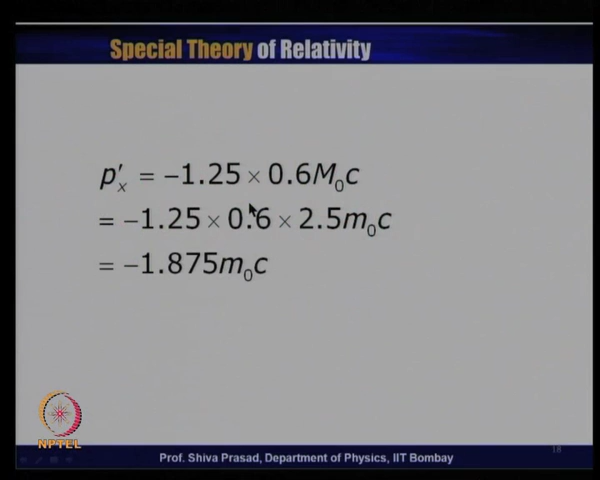 Special Theory of Relativity
p′ₓ = −1.25 × 0.6M₀c
= −1.25 × 0.6 × 2.5m₀c
= −1.875m₀c
NPTEL
18
Prof. Shiva Prasad, Department of Physics, IIT Bombay